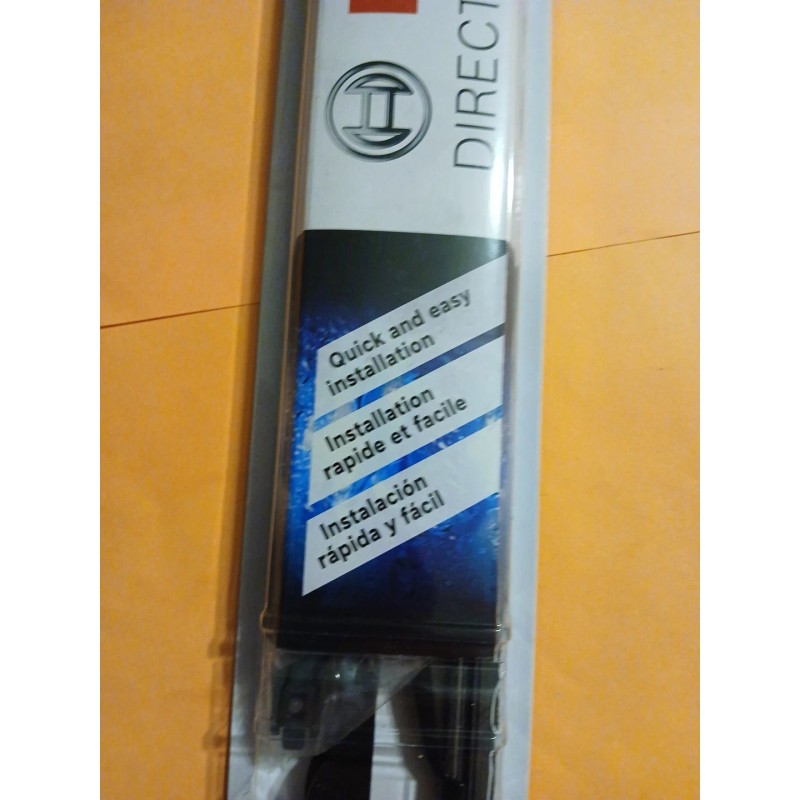 DIRECT
Quick and easy
installation
Installation
rapide et facile
Instalación
rápida y fácil